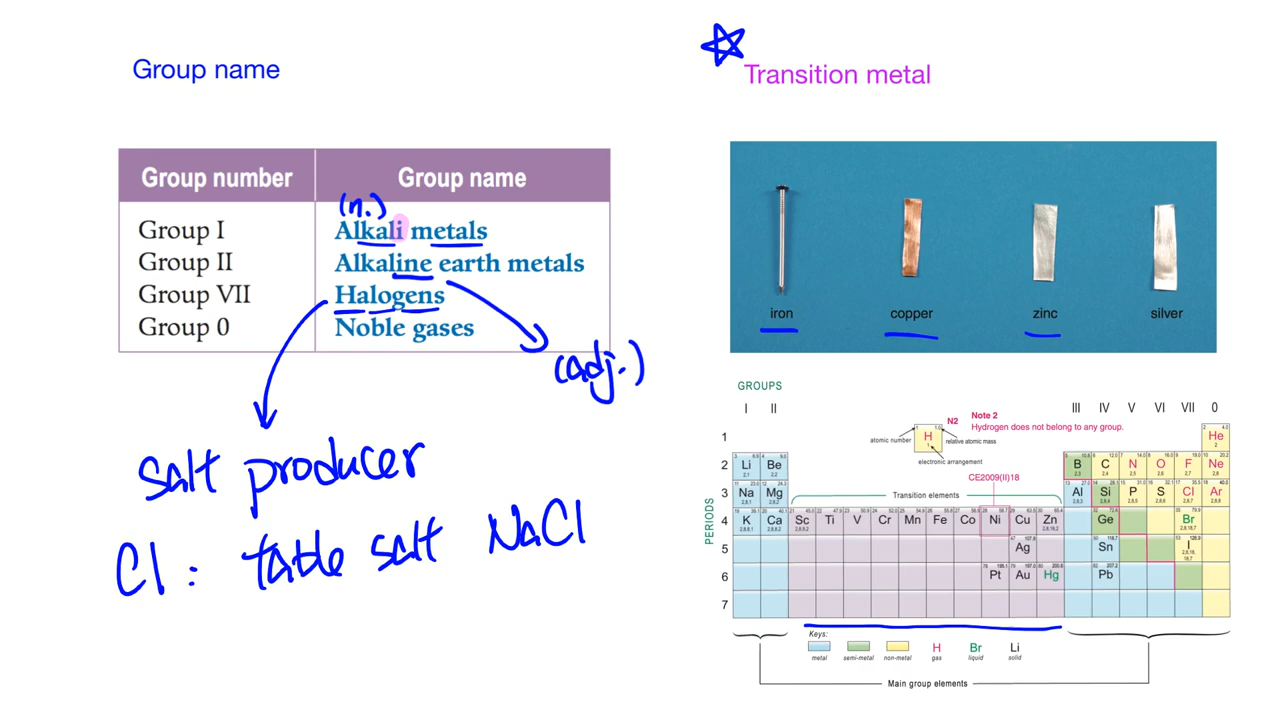 Group name
Group number Group name
(n.)
Group I Alkali metals
Group II Alkaline earth metals
Group VII Halogens
Group 0 Noble gases
(adj.)
salt producer
Cl : table salt NaCl
Transition metal
iron copper zinc silver
GROUPS
I II III IV V VI VII 0
N2 Note 2
Hydrogen does not belong to any group.
atomic number H relative atomic mass
electronic arrangement
CE2009(II)18
Transition elements
PERIODS
1 He
2 Li Be B C N O F Ne
3 Na Mg Al Si P S Cl Ar
4 K Ca Sc Ti V Cr Mn Fe Co Ni Cu Zn Ge Br
5 Ag Sn I
6 Pt Au Hg Pb
7
Keys:
H Br Li
metal semi-metal non-metal gas liquid solid
Main group elements